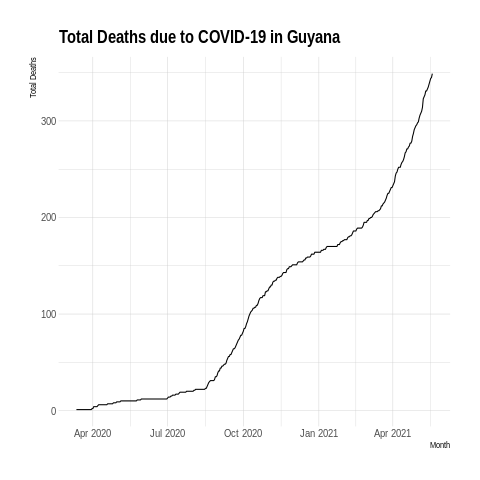 Total Deaths due to COVID-19 in Guyana
Total Deaths
300
200
100
0
Apr 2020 Jul 2020 Oct 2020 Jan 2021 Apr 2021
Month